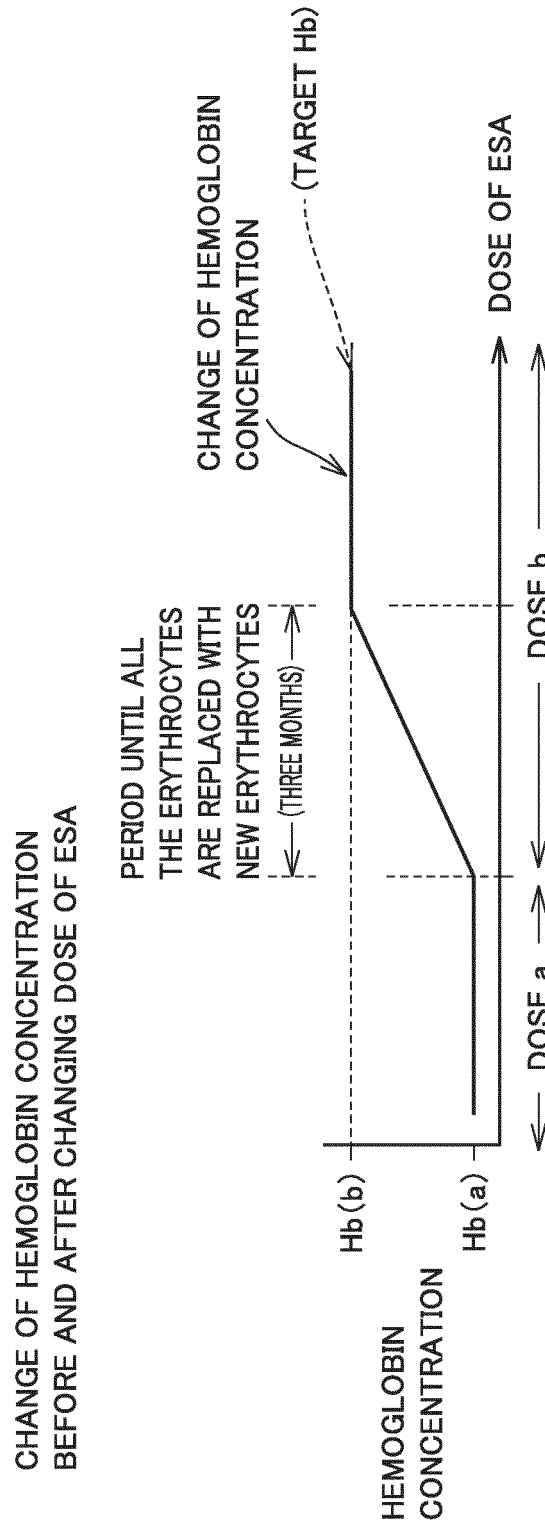 CHANGE OF HEMOGLOBIN CONCENTRATION
BEFORE AND AFTER CHANGING DOSE OF ESA
PERIOD UNTIL ALL
THE ERYTHROCYTES
ARE REPLACED WITH
NEW ERYTHROCYTES
(THREE MONTHS)
CHANGE OF HEMOGLOBIN
CONCENTRATION
(TARGET Hb)
Hb(b)
Hb(a)
HEMOGLOBIN
CONCENTRATION
DOSE OF ESA
DOSE a
DOSE b